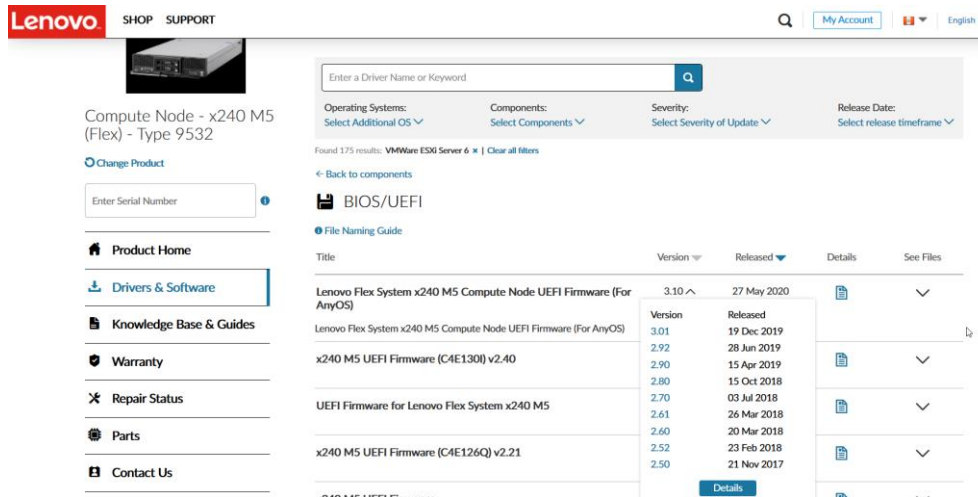 Lenovo SHOP SUPPORT My Account English
Enter a Driver Name or Keyword
Operating Systems: Components: Severity: Release Date:
Select Additional OS Select Components Select Severity of Update Select release timeframe
Compute Node - x240 M5
(Flex) - Type 9532
Found 175 results: VMWare ESXi Server 6 × | Clear all filters
Change Product
← Back to components
Enter Serial Number
BIOS/UEFI
File Naming Guide
Product Home
Title Version Released Details See Files
Drivers & Software
Lenovo Flex System x240 M5 Compute Node UEFI Firmware (For 3.10 27 May 2020
AnyOS)
Lenovo Flex System x240 M5 Compute Node UEFI Firmware (For AnyOS)
Version Released
3.01 19 Dec 2019
2.92 28 Jun 2019
2.90 15 Apr 2019
2.80 15 Oct 2018
2.70 03 Jul 2018
2.61 26 Mar 2018
2.60 20 Mar 2018
2.52 23 Feb 2018
2.50 21 Nov 2017
Details
Knowledge Base & Guides
Warranty
x240 M5 UEFI Firmware (C4E130I) v2.40
Repair Status
UEFI Firmware for Lenovo Flex System x240 M5
Parts
x240 M5 UEFI Firmware (C4E126Q) v2.21
Contact Us